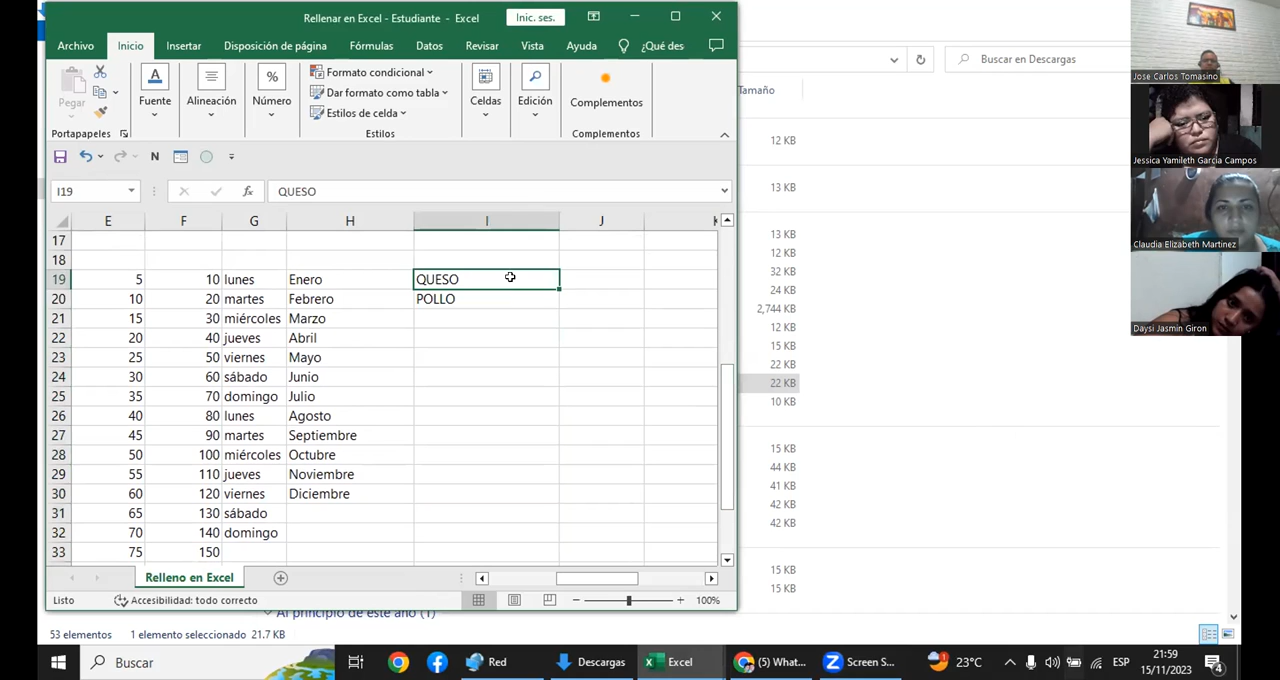 Rellenar en Excel - Estudiante - Excel
Inic. ses.
Archivo Inicio Insertar Disposición de página Fórmulas Datos Revisar Vista Ayuda ¿Qué des
Pegar
Fuente
Alineación
%
Número
Formato condicional
Dar formato como tabla
Estilos de celda
Celdas
Edición
Complementos
Portapapeles
Estilos
Complementos
N
I19
fx
QUESO
E F G H I J K
17
18
19 5 10 lunes Enero QUESO
20 10 20 martes Febrero POLLO
21 15 30 miércoles Marzo
22 20 40 jueves Abril
23 25 50 viernes Mayo
24 30 60 sábado Junio
25 35 70 domingo Julio
26 40 80 lunes Agosto
27 45 90 martes Septiembre
28 50 100 miércoles Octubre
29 55 110 jueves Noviembre
30 60 120 viernes Diciembre
31 65 130 sábado
32 70 140 domingo
33 75 150
Relleno en Excel
Listo
Accesibilidad: todo correcto
100%
Al principio de este año (1)
53 elementos 1 elemento seleccionado 21.7 KB
Buscar en Descargas
Tamaño
12 KB
13 KB
13 KB
12 KB
32 KB
24 KB
2,744 KB
12 KB
15 KB
22 KB
22 KB
10 KB
15 KB
44 KB
41 KB
42 KB
42 KB
15 KB
15 KB
Jose Carlos Tomasino
Jessica Yamileth Garcia Campos
Claudia Elizabeth Martinez
Daysi Jasmin Giron
Buscar
Red
Descargas
Excel
(5) What...
Screen S...
23°C
ESP
21:59
15/11/2023
4